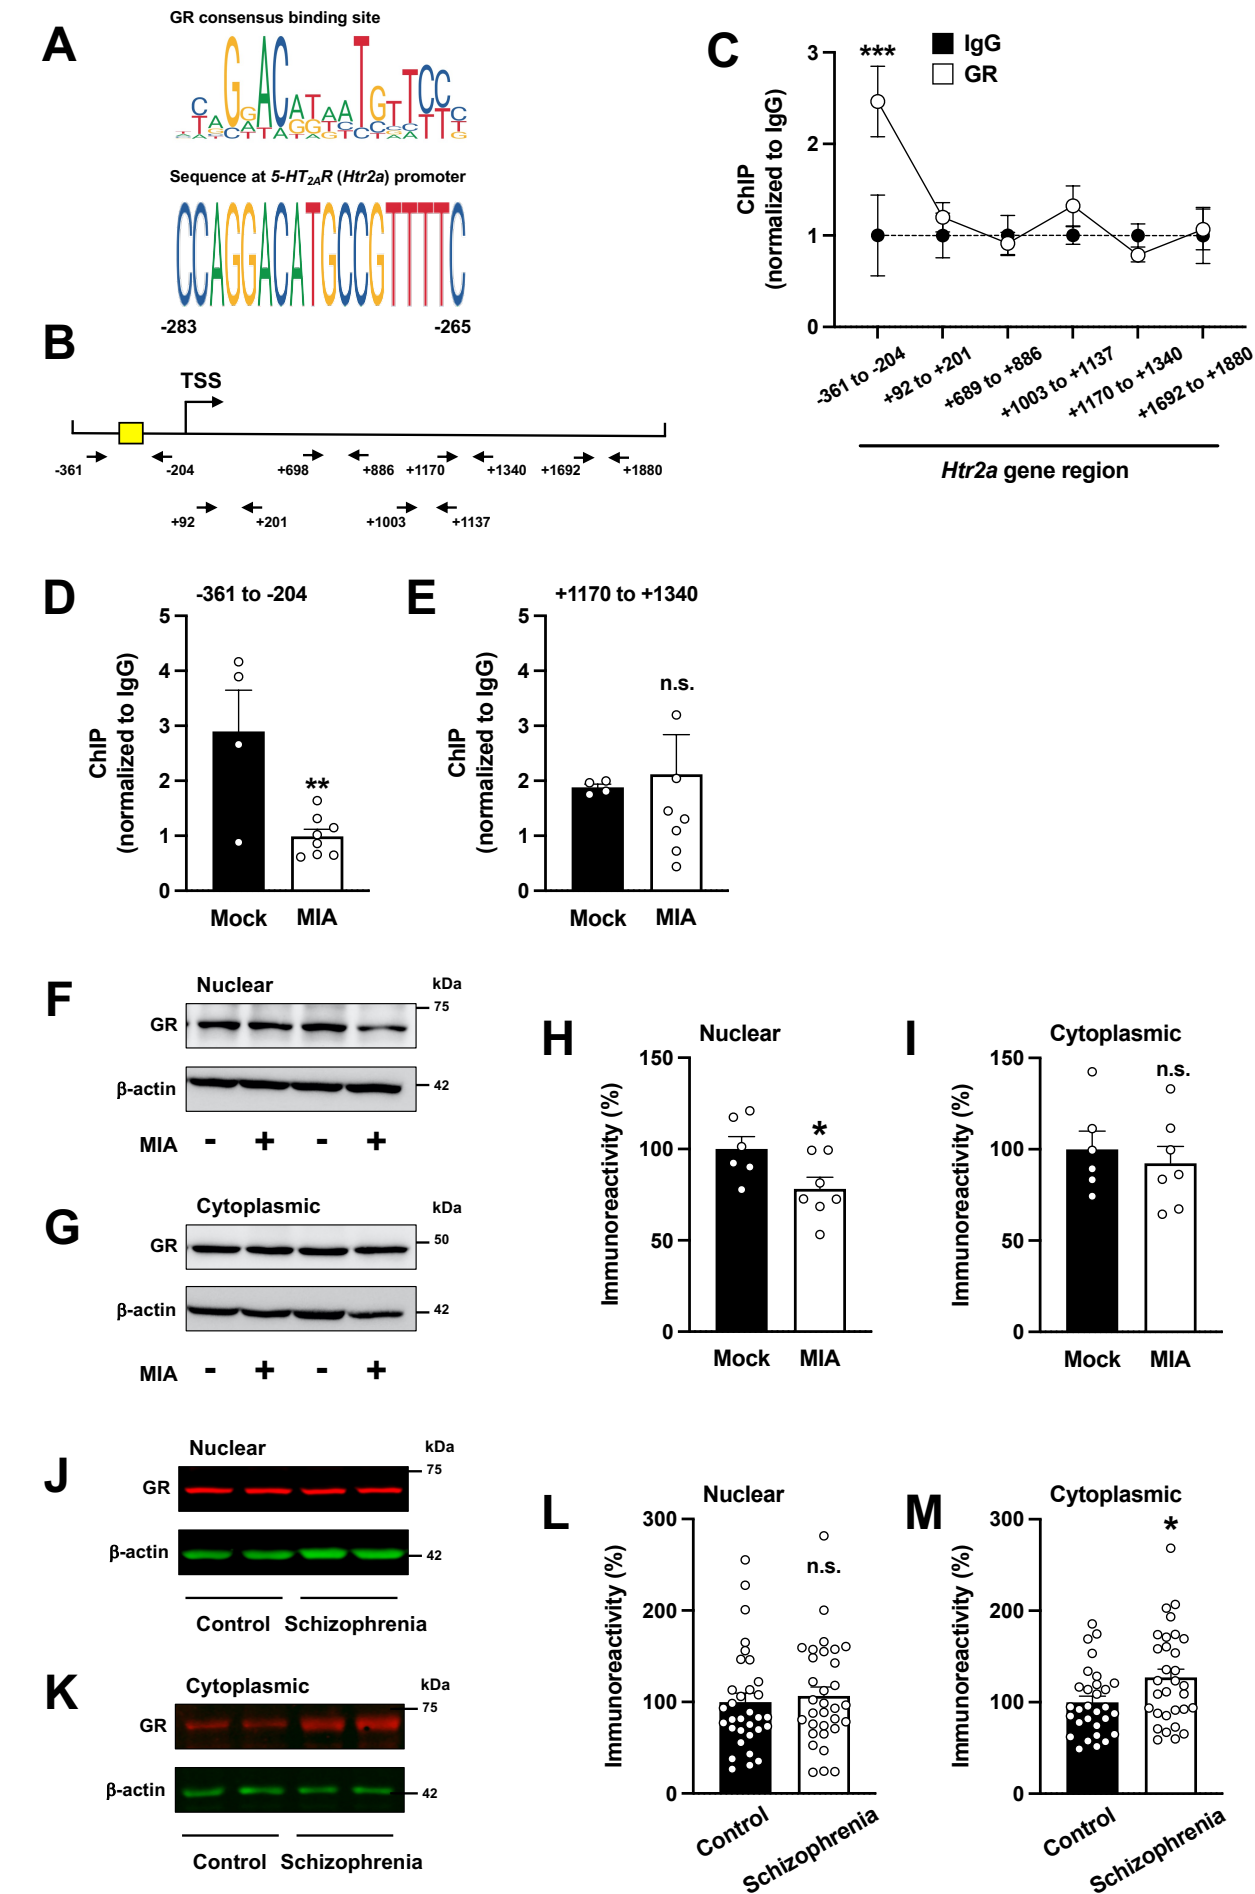 A
GR consensus binding site
Sequence at 5-HT2AR (Htr2a) promoter
CCAGGACATGCCGTTTTC
-283
-265
B
TSS
-361
-204
+698
+886
+1170
+1340
+1692
+1880
+92
+201
+1003
+1137
C
IgG
GR
***
ChIP
(normalized to IgG)
3
2
1
0
-361 to -204
+92 to +201
+689 to +886
+1003 to +1137
+1170 to +1340
+1692 to +1880
Htr2a gene region
D
-361 to -204
ChIP
(normalized to IgG)
5
4
3
2
1
0
**
Mock
MIA
E
+1170 to +1340
ChIP
(normalized to IgG)
5
4
3
2
1
0
n.s.
Mock
MIA
F
Nuclear
kDa
GR
75
β-actin
42
MIA - + - +
G
Cytoplasmic
kDa
GR
50
β-actin
42
MIA - + - +
H
Nuclear
Immunoreactivity (%)
150
100
50
0
*
Mock
MIA
I
Cytoplasmic
Immunoreactivity (%)
150
100
50
0
n.s.
Mock
MIA
J
Nuclear
kDa
GR
75
β-actin
42
Control
Schizophrenia
K
Cytoplasmic
kDa
GR
75
β-actin
42
Control
Schizophrenia
L
Nuclear
Immunoreactivity (%)
300
200
100
0
n.s.
Control
Schizophrenia
M
Cytoplasmic
Immunoreactivity (%)
300
200
100
0
*
Control
Schizophrenia